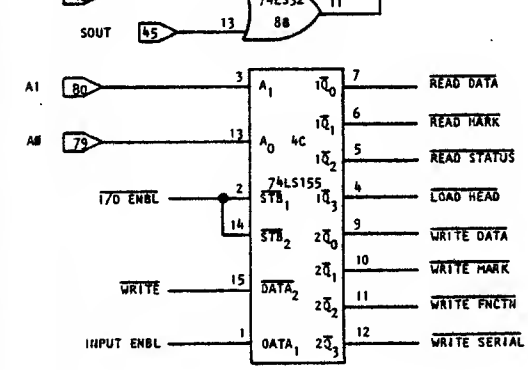 74LS32 11
SOUT 45 13 8B
A1 80 3 A1 1Q0 7 READ DATA
1Q1 6 READ MARK
A0 79 13 A0 4C
1Q2 5 READ STATUS
74LS155
I/O ENBL 2 STB1 1Q3 4 LOAD HEAD
14 STB2 2Q0 9 WRITE DATA
2Q1 10 WRITE MARK
WRITE 15 DATA2
2Q2 11 WRITE FNCTN
INPUT ENBL 1 DATA1 2Q3 12 WRITE SERIAL